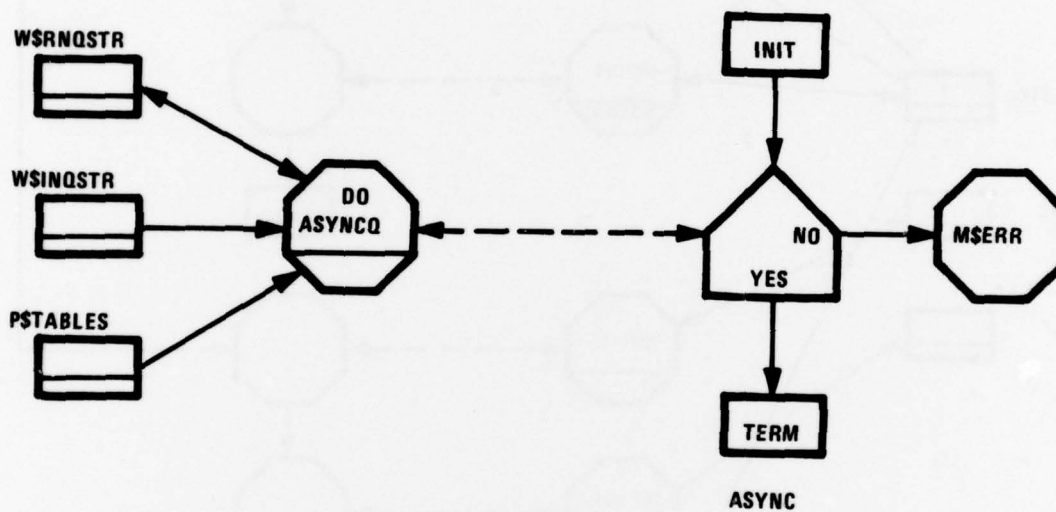 W$RNQSTR
INIT
W$INQSTR
DO
ASYNCQ
NO
M$ERR
YES
P$TABLES
TERM
ASYNC